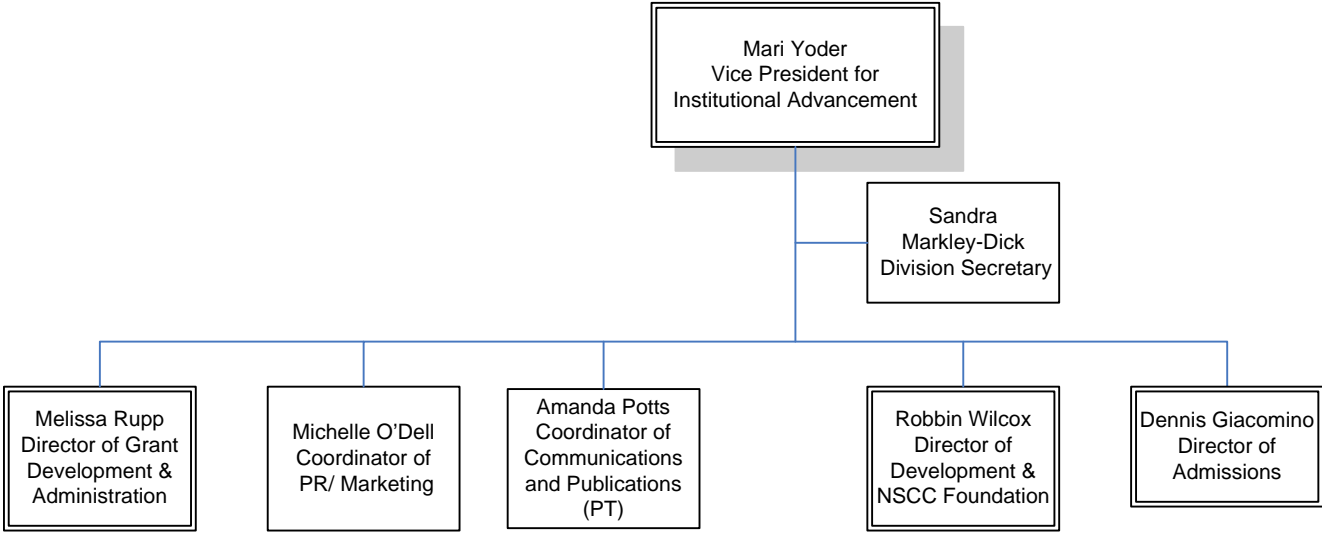 Mari Yoder
Vice President for
Institutional Advancement
Sandra
Markley-Dick
Division Secretary
Melissa Rupp
Director of Grant
Development &
Administration
Michelle O’Dell
Coordinator of
PR/ Marketing
Amanda Potts
Coordinator of
Communications
and Publications
(PT)
Robbin Wilcox
Director of
Development &
NSCC Foundation
Dennis Giacomino
Director of
Admissions